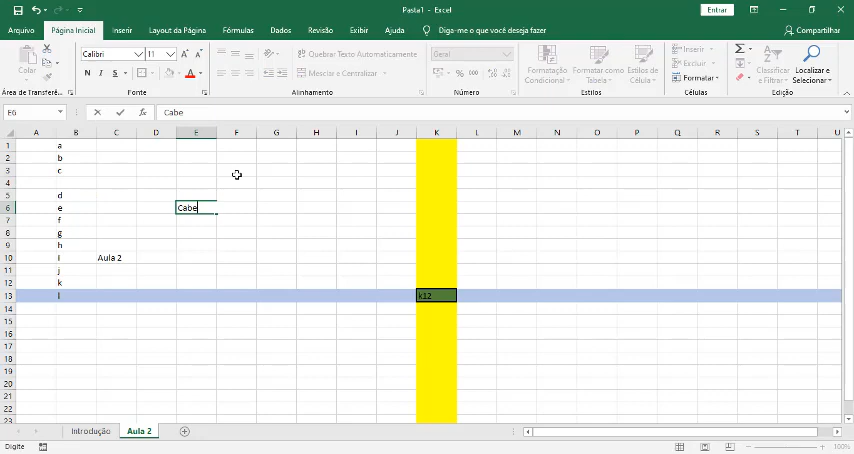 Pasta1 - Excel
Entrar
Arquivo Página Inicial Inserir Layout da Página Fórmulas Dados Revisão Exibir Ajuda Diga-me o que você deseja fazer Compartilhar
Colar
Calibri 11
N I S A
Quebrar Texto Automaticamente
Mesclar e Centralizar
Geral
% 000
Formatação Condicional
Formatar como Tabela
Estilos de Célula
Inserir
Excluir
Formatar
Classificar e Filtrar
Localizar e Selecionar
Área de Transferê... Fonte Alinhamento Número Estilos Células Edição
E6 fx Cabe
A B C D E F G H I J K L M N O P Q R S T U
1 a
2 b
3 c
4
5 d
6 e Cabe
7 f
8 g
9 h
10 I Aula 2
11 j
12 k
13 l k12
14
15
16
17
18
19
20
21
22
23
Introdução Aula 2
Digite 100%